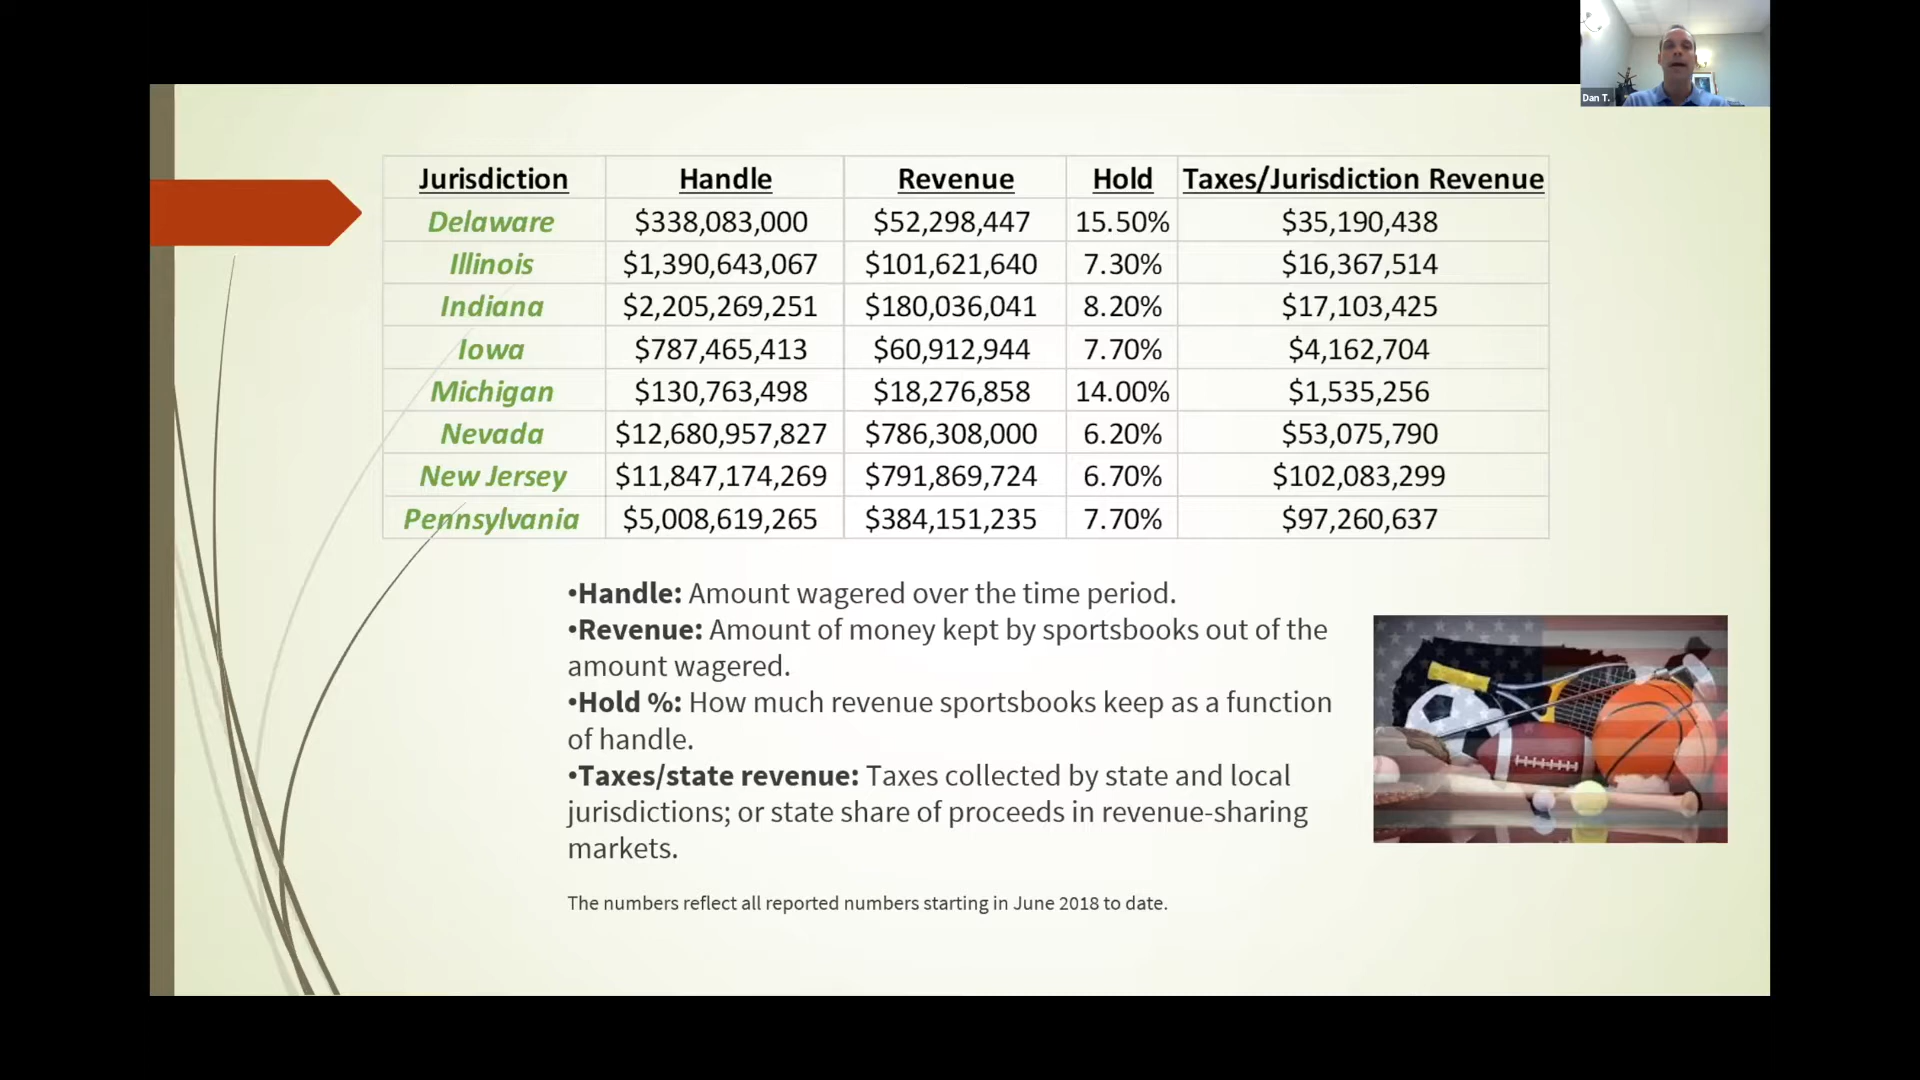 Dan T.
Jurisdiction Handle Revenue Hold Taxes/Jurisdiction Revenue
Delaware $338,083,000 $52,298,447 15.50% $35,190,438
Illinois $1,390,643,067 $101,621,640 7.30% $16,367,514
Indiana $2,205,269,251 $180,036,041 8.20% $17,103,425
Iowa $787,465,413 $60,912,944 7.70% $4,162,704
Michigan $130,763,498 $18,276,858 14.00% $1,535,256
Nevada $12,680,957,827 $786,308,000 6.20% $53,075,790
New Jersey $11,847,174,269 $791,869,724 6.70% $102,083,299
Pennsylvania $5,008,619,265 $384,151,235 7.70% $97,260,637
•Handle: Amount wagered over the time period.
•Revenue: Amount of money kept by sportsbooks out of the
amount wagered.
•Hold %: How much revenue sportsbooks keep as a function
of handle.
•Taxes/state revenue: Taxes collected by state and local
jurisdictions; or state share of proceeds in revenue-sharing
markets.
The numbers reflect all reported numbers starting in June 2018 to date.